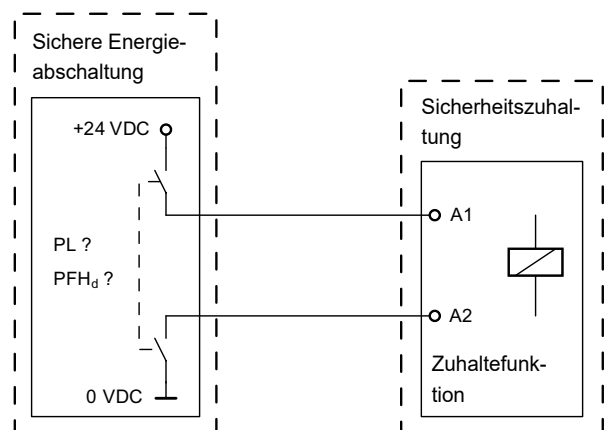 Sichere Energie-
abschaltung
+24 VDC
PL ?
PFHd ?
0 VDC
Sicherheitszuhal-
tung
A1
A2
Zuhaltefunk-
tion